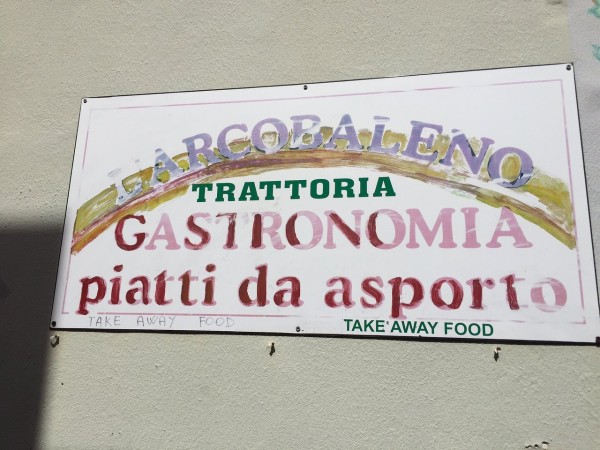 L'ARCOBALENO
TRATTORIA
GASTRONOMIA
piatti da asporto
TAKE AWAY FOOD
TAKE AWAY FOOD